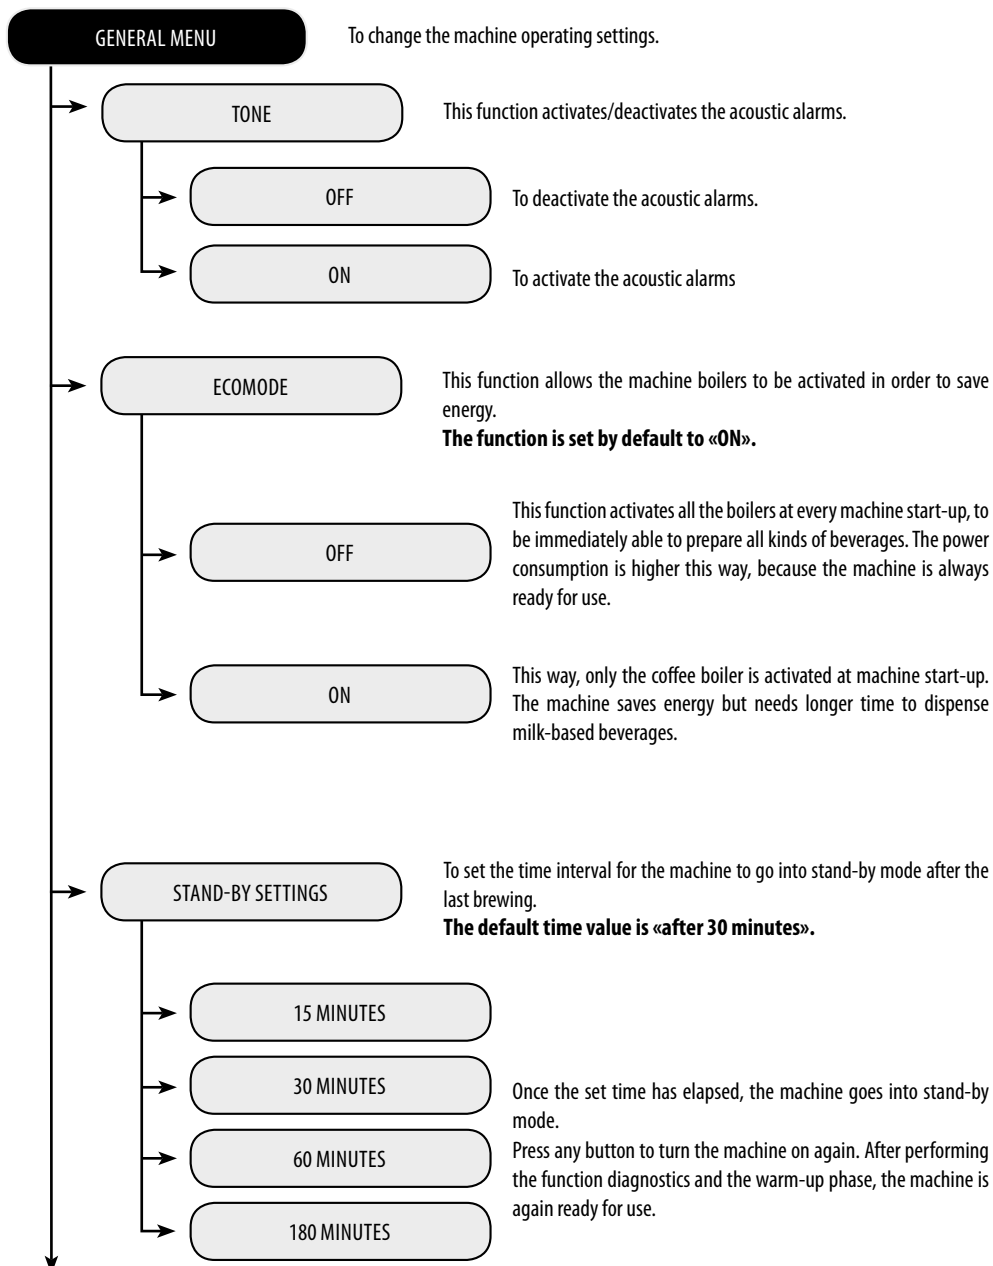 GENERAL MENU
To change the machine operating settings.
TONE
This function activates/deactivates the acoustic alarms.
OFF
To deactivate the acoustic alarms.
ON
To activate the acoustic alarms
ECOMODE
This function allows the machine boilers to be activated in order to save
energy.
The function is set by default to «ON».
OFF
This function activates all the boilers at every machine start-up, to
be immediately able to prepare all kinds of beverages. The power
consumption is higher this way, because the machine is always
ready for use.
ON
This way, only the coffee boiler is activated at machine start-up.
The machine saves energy but needs longer time to dispense
milk-based beverages.
STAND-BY SETTINGS
To set the time interval for the machine to go into stand-by mode after the
last brewing.
The default time value is «after 30 minutes».
15 MINUTES
30 MINUTES
60 MINUTES
180 MINUTES
Once the set time has elapsed, the machine goes into stand-by
mode.
Press any button to turn the machine on again. After performing
the function diagnostics and the warm-up phase, the machine is
again ready for use.